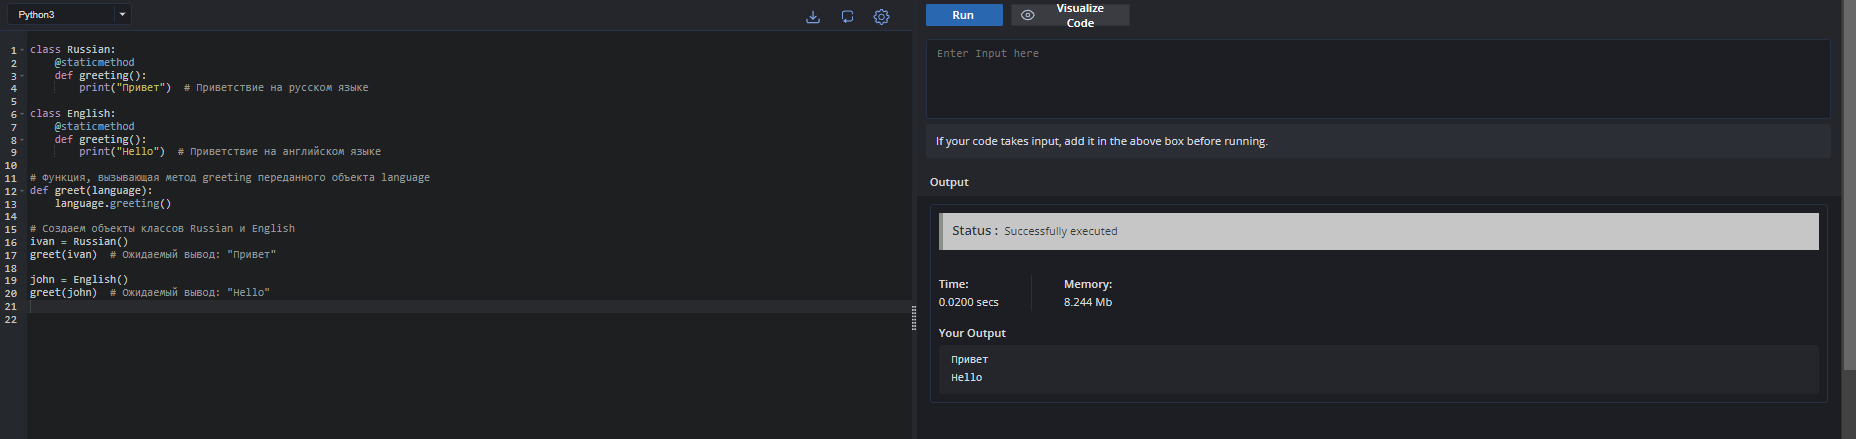 Python3
1 class Russian:
2     @staticmethod
3     def greeting():
4         print("Привет")  # Приветствие на русском языке
5
6 class English:
7     @staticmethod
8     def greeting():
9         print("Hello")  # Приветствие на английском языке
10
11 # Функция, вызывающая метод greeting переданного объекта language
12 def greet(language):
13     language.greeting()
14
15 # Создаем объекты классов Russian и English
16 ivan = Russian()
17 greet(ivan)  # Ожидаемый вывод: "Привет"
18
19 john = English()
20 greet(john)  # Ожидаемый вывод: "Hello"
21
22
Run
Visualize
Code
Enter Input here
If your code takes input, add it in the above box before running.
Output
Status : Successfully executed
Time:
0.0200 secs
Memory:
8.244 Mb
Your Output
Привет
Hello